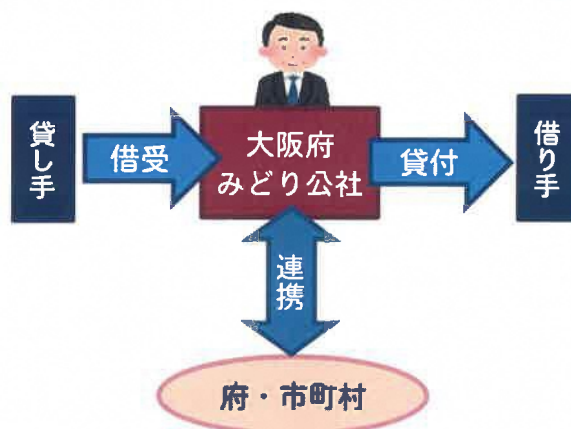 貸し手
借受
大阪府
みどり公社
貸付
借り手
連携
府・市町村